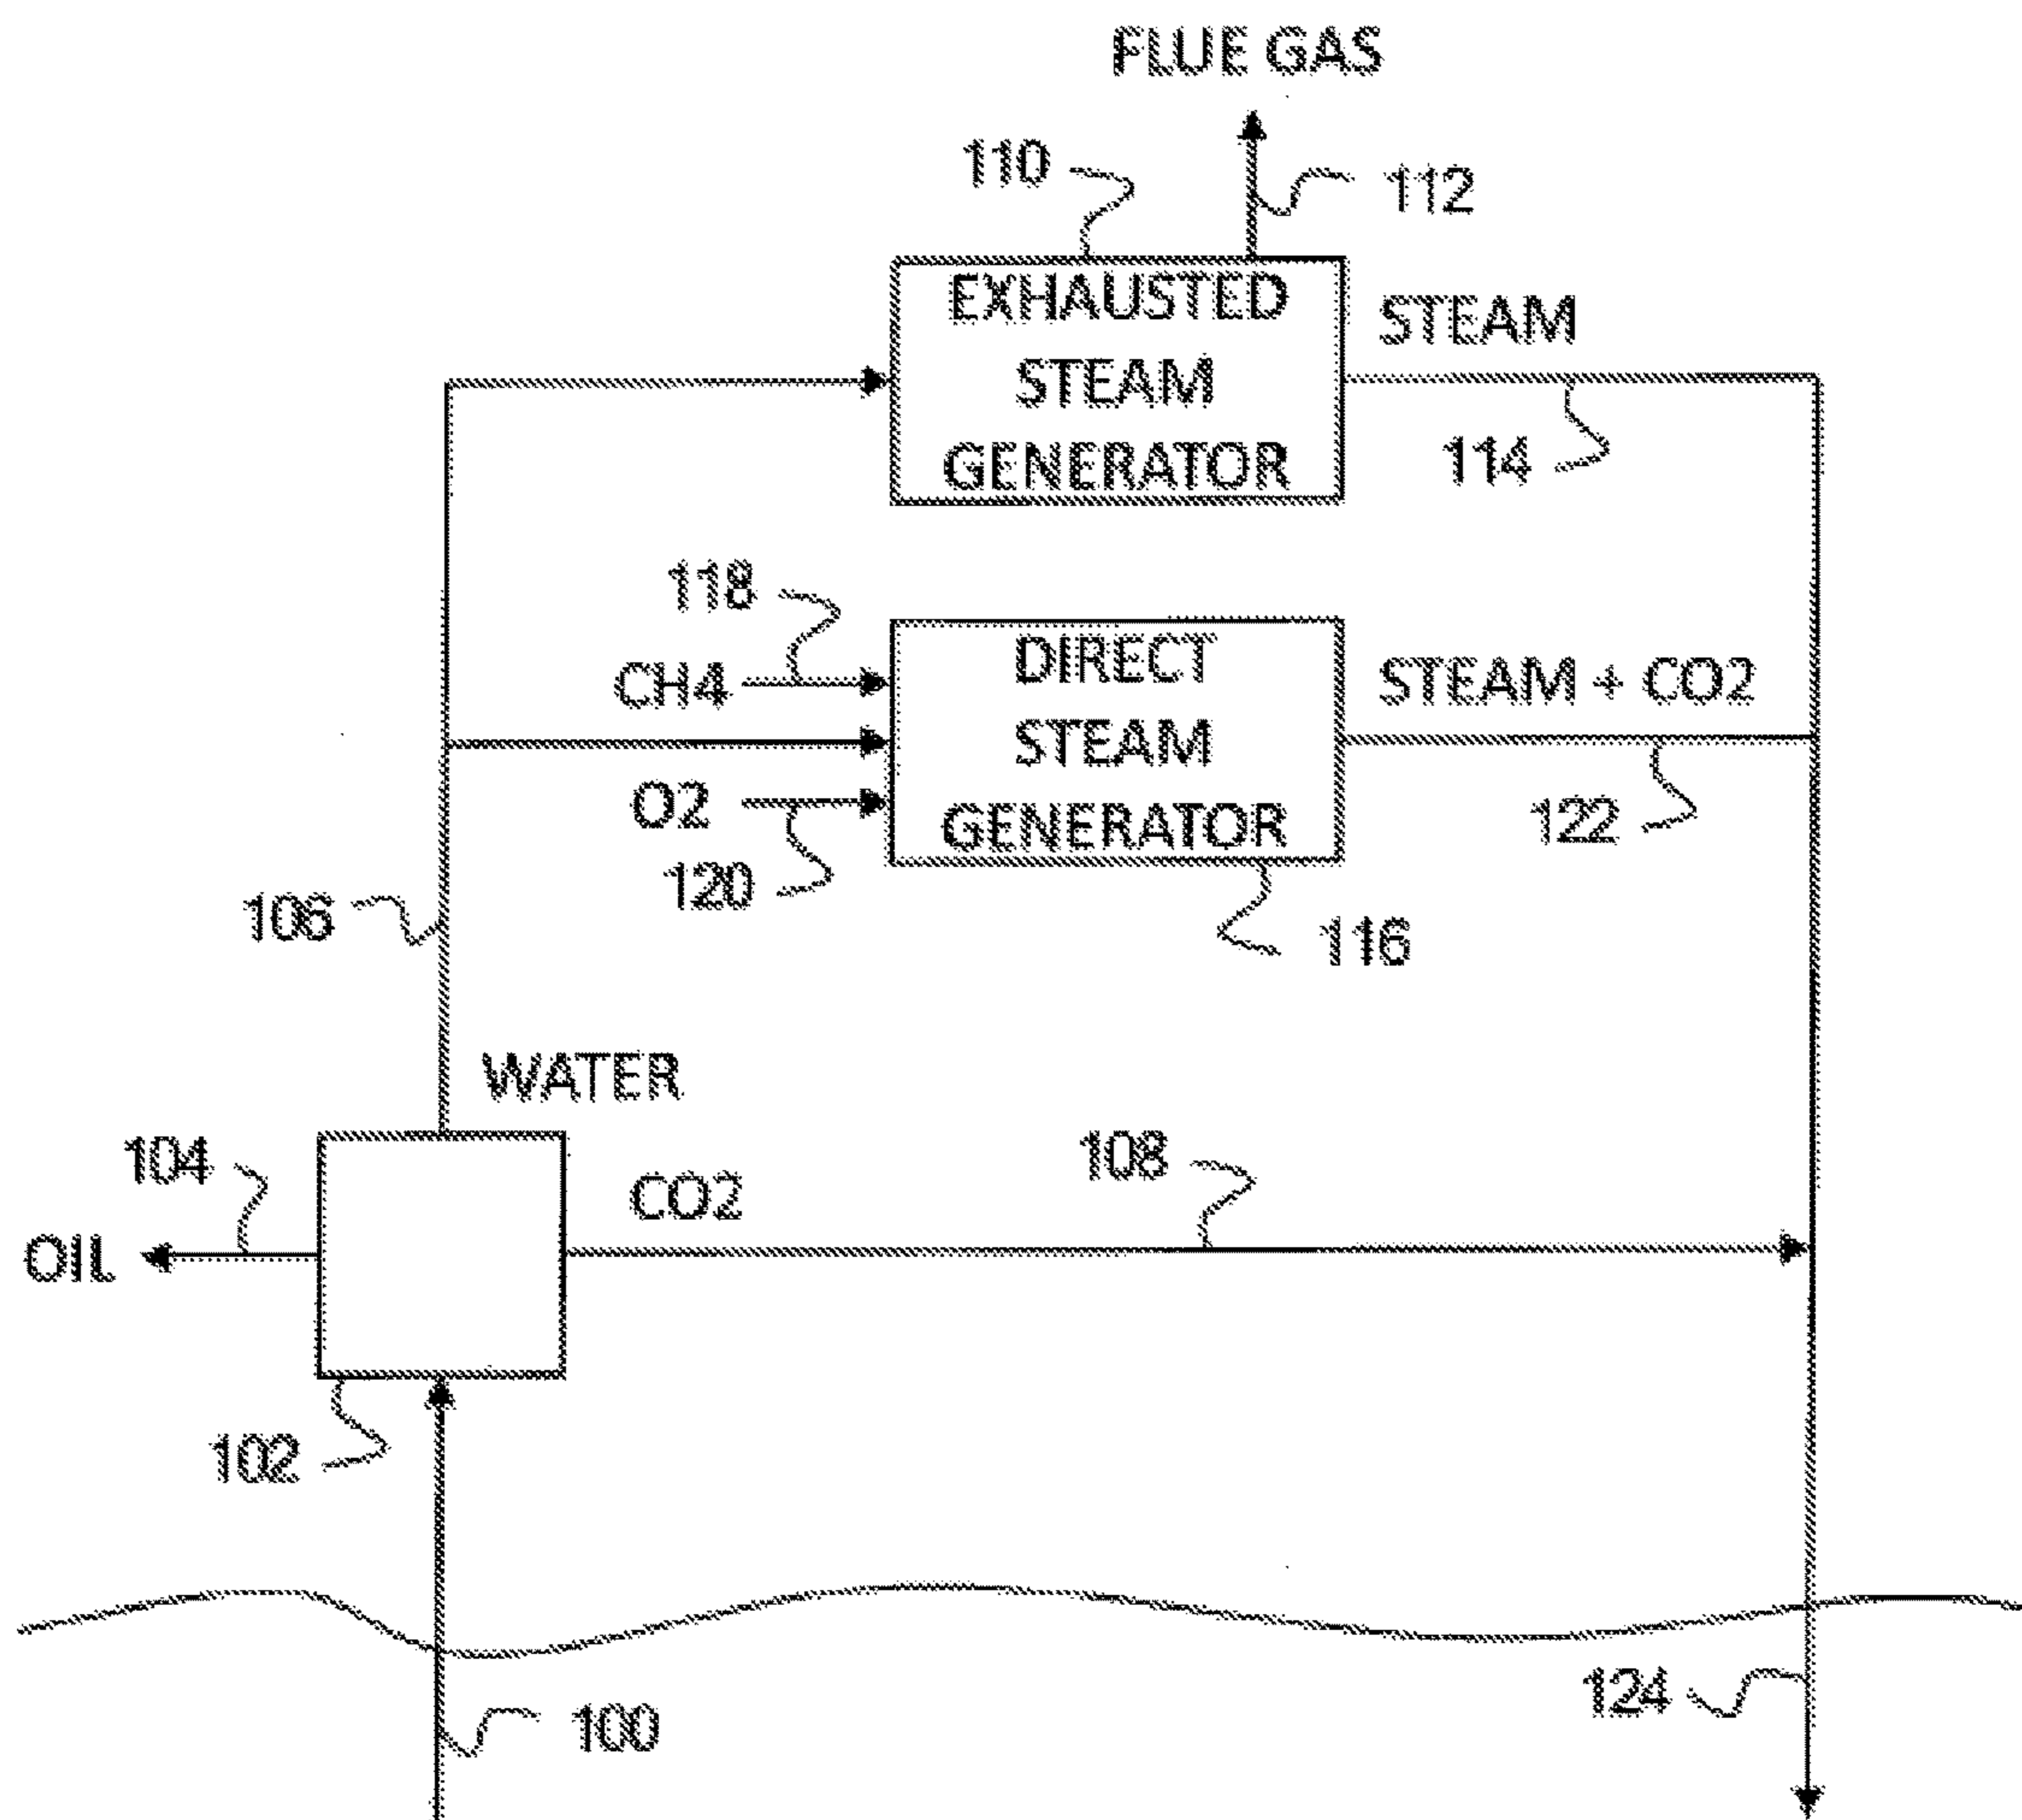 FLUE GAS
110
112
EXHAUSTED
STEAM
GENERATOR
STEAM
114
118
CH4
O2
120
DIRECT
STEAM
GENERATOR
STEAM + CO2
122
116
106
WATER
104
OIL
CO2
108
102
100
124